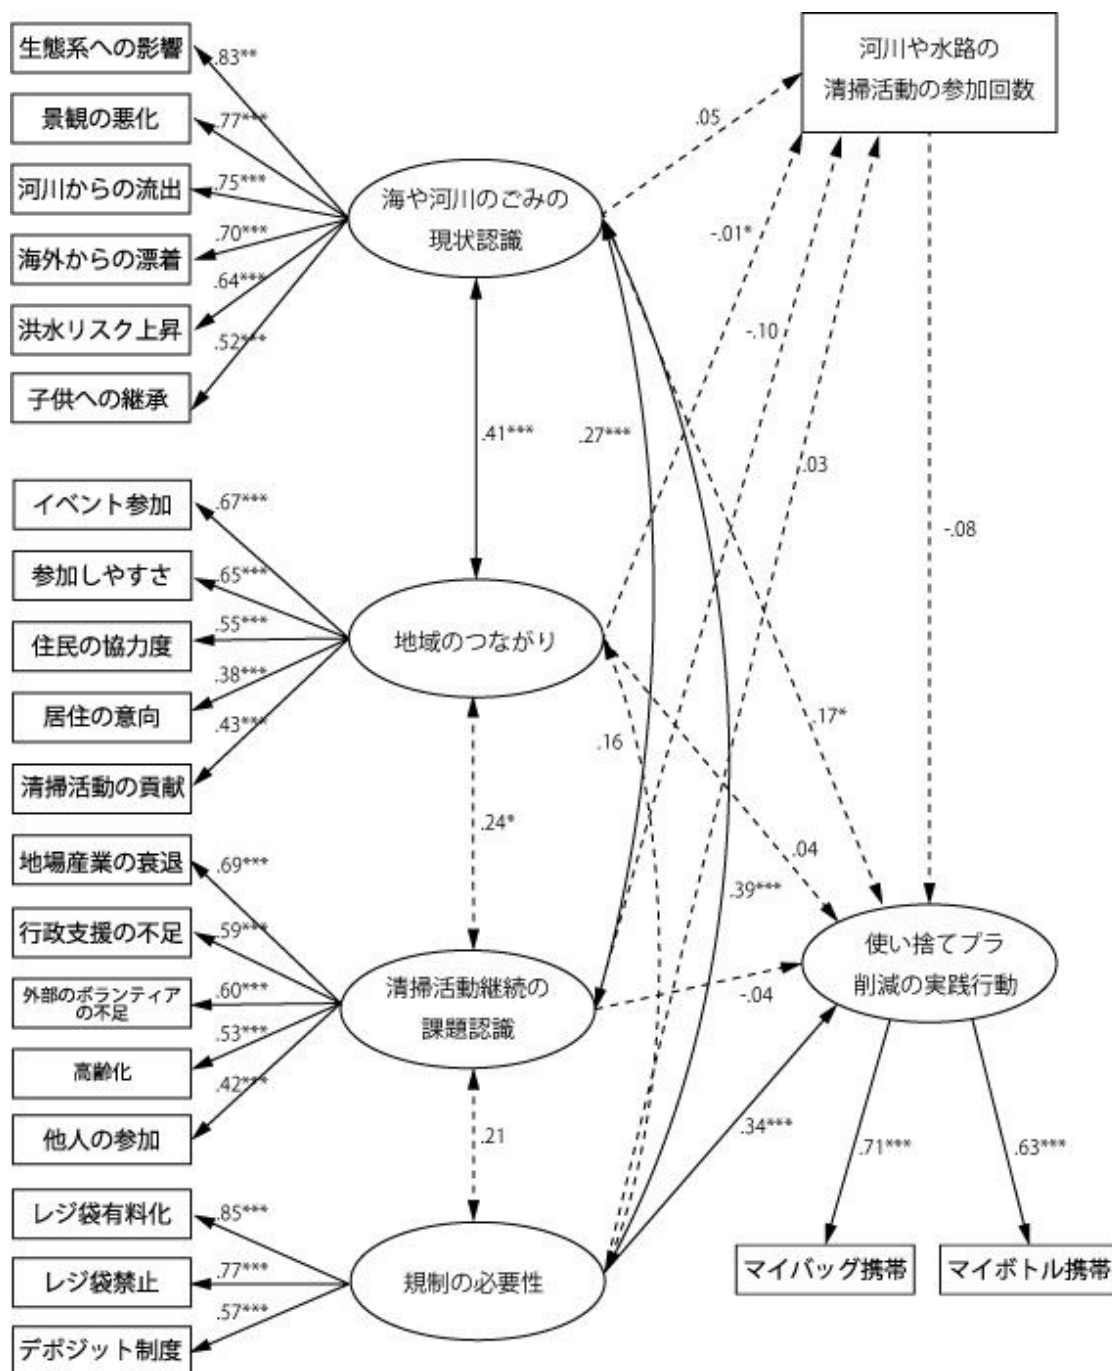 生態系への影響
.83**
景観の悪化
.77***
河川からの流出
.75***
海外からの漂着
.70***
洪水リスク上昇
.64***
子供への継承
.52***
海や河川のごみの
現状認識
河川や水路の
清掃活動の参加回数
.05
-.01*
-.10
.03
-.08
.41***
.27***
イベント参加
.67***
参加しやすさ
.65***
住民の協力度
.55***
居住の意向
.38***
清掃活動の貢献
.43***
地域のつながり
.16
.17*
.04
.39***
.24*
地場産業の衰退
.69***
行政支援の不足
.59***
外部のボランティア
の不足
.60***
高齢化
.53***
他人の参加
.42***
清掃活動継続の
課題認識
-.04
使い捨てプラ
削減の実践行動
.21
.34***
.71***
.63***
レジ袋有料化
.85***
レジ袋禁止
.77***
デポジット制度
.57***
規制の必要性
マイバッグ携帯
マイボトル携帯